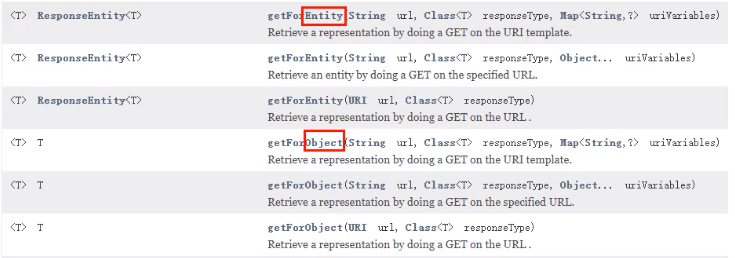 <T> ResponseEntity<T> getForEntity(String url, Class<T> responseType, Map<String,?> uriVariables)
Retrieve a representation by doing a GET on the URI template.
<T> ResponseEntity<T> getForEntity(String url, Class<T> responseType, Object... uriVariables)
Retrieve an entity by doing a GET on the specified URL.
<T> ResponseEntity<T> getForEntity(URI url, Class<T> responseType)
Retrieve a representation by doing a GET on the URL .
<T> T getForObject(String url, Class<T> responseType, Map<String,?> uriVariables)
Retrieve a representation by doing a GET on the URI template.
<T> T getForObject(String url, Class<T> responseType, Object... uriVariables)
Retrieve a representation by doing a GET on the specified URL.
<T> T getForObject(URI url, Class<T> responseType)
Retrieve a representation by doing a GET on the URL .